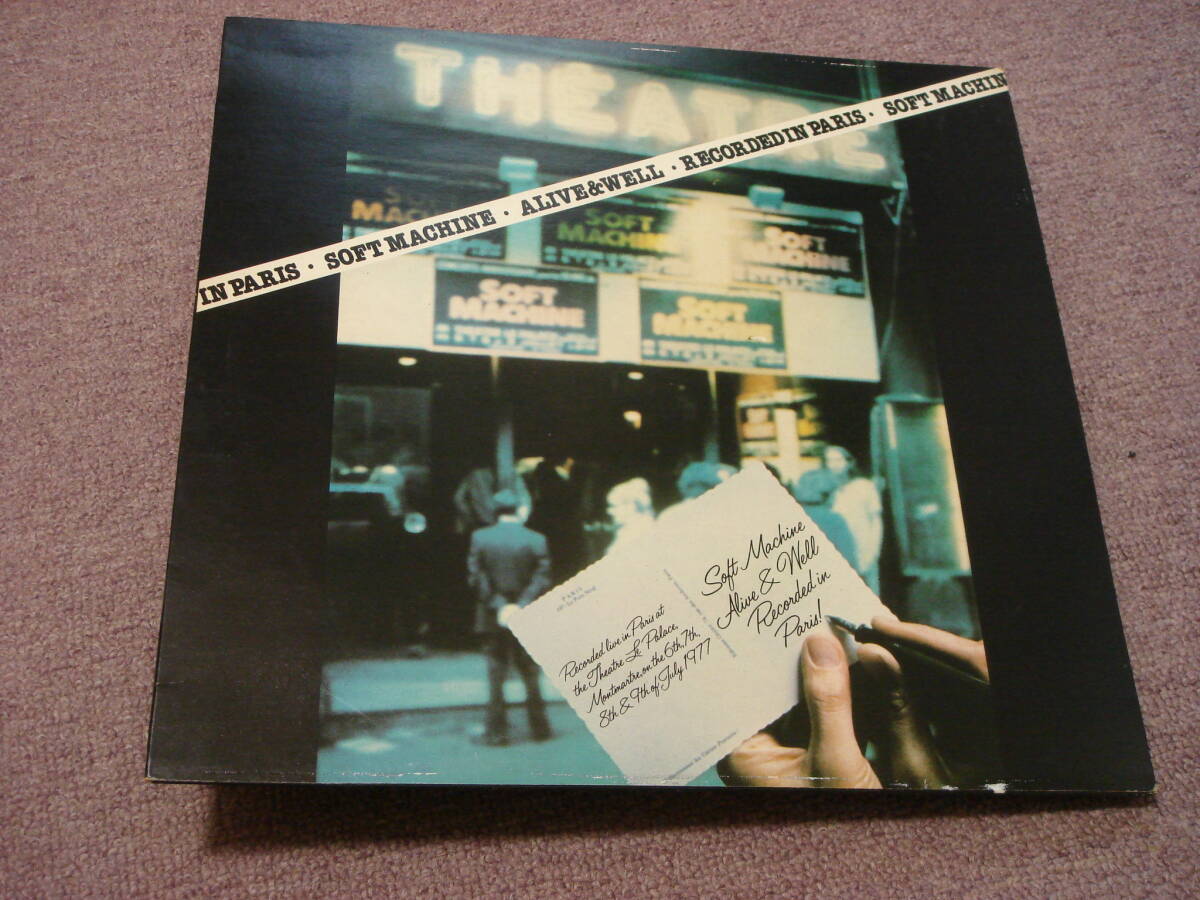 THÉATRE
IN PARIS · SOFT MACHINE · ALIVE & WELL · RECORDED IN PARIS · SOFT MACHIN
SOFT
MACHINE
SOFT
MACHINE
SOFT
MACHINE
SOFT
MACHINE
SOFT
MACHINE
PARIS
Recorded live in Paris at
the Theatre Le Palace,
Montmartre, on the 6th, 7th,
8th & 9th of July 1977
Soft Machine
Alive & Well
Recorded in
Paris!